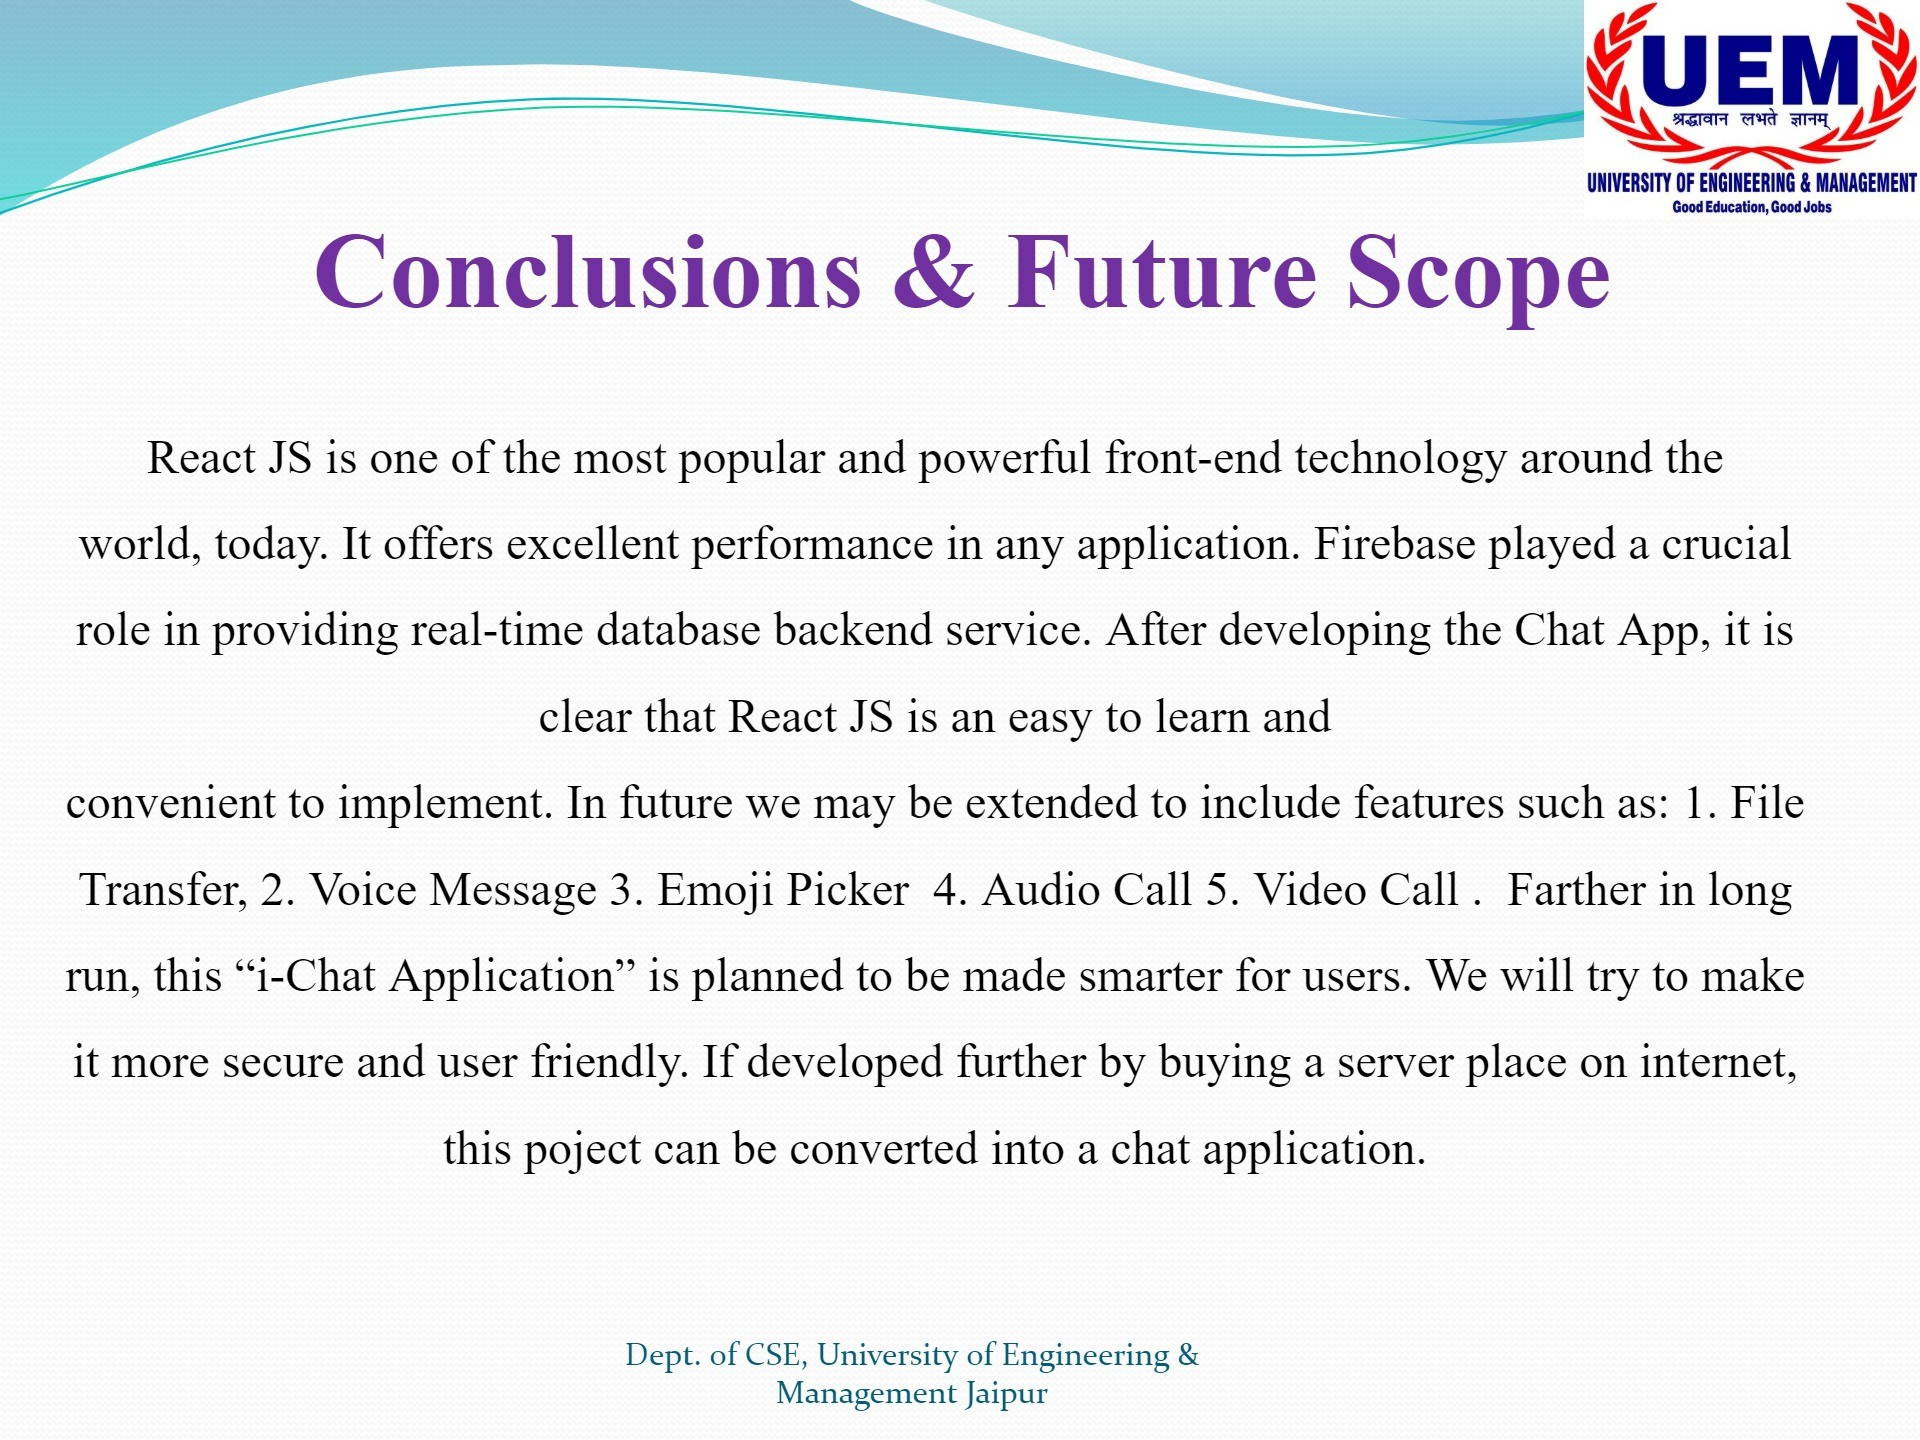 UEM
श्रद्धावान लभते ज्ञानम्
UNIVERSITY OF ENGINEERING & MANAGEMENT
Good Education, Good Jobs
Conclusions & Future Scope
React JS is one of the most popular and powerful front-end technology around the
world, today. It offers excellent performance in any application. Firebase played a crucial
role in providing real-time database backend service. After developing the Chat App, it is
clear that React JS is an easy to learn and
convenient to implement. In future we may be extended to include features such as: 1. File
Transfer, 2. Voice Message 3. Emoji Picker  4. Audio Call 5. Video Call .  Farther in long
run, this “i-Chat Application” is planned to be made smarter for users. We will try to make
it more secure and user friendly. If developed further by buying a server place on internet,
this poject can be converted into a chat application.
Dept. of CSE, University of Engineering &
Management Jaipur